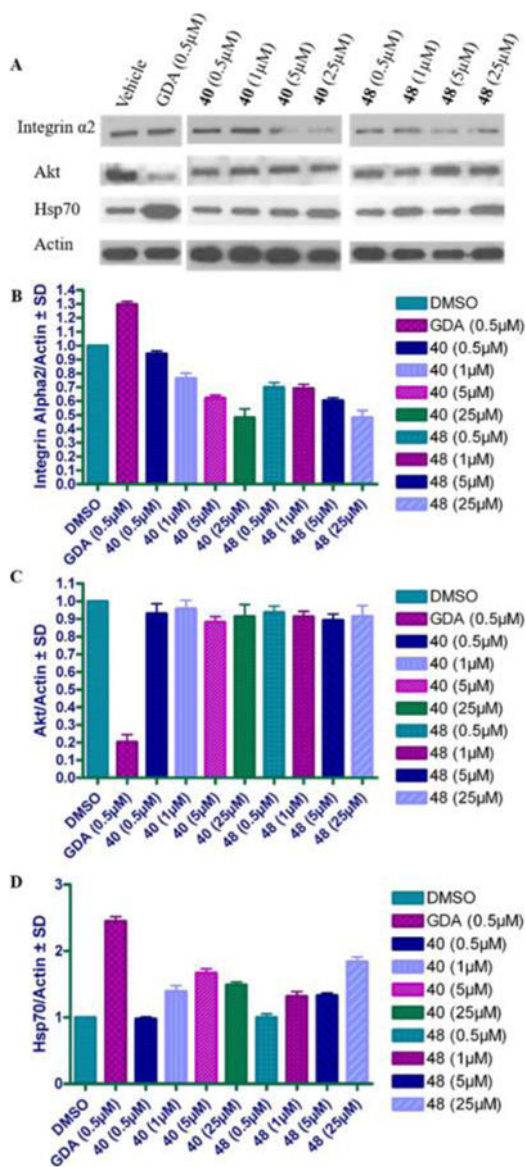 A
Vehicle
GDA (0.5µM)
40 (0.5µM)
40 (1µM)
40 (5µM)
40 (25µM)
48 (0.5µM)
48 (1µM)
48 (5µM)
48 (25µM)
Integrin α2
Akt
Hsp70
Actin
B
Integrin Alpha2/Actin ± SD
1.3
1.2
1.1
1.0
0.9
0.8
0.7
0.6
0.5
0.4
0.3
0.2
0.1
0.0
DMSO
GDA (0.5µM)
40 (0.5µM)
40 (1µM)
40 (5µM)
40 (25µM)
48 (0.5µM)
48 (1µM)
48 (5µM)
48 (25µM)
DMSO
GDA (0.5µM)
40 (0.5µM)
40 (1µM)
40 (5µM)
40 (25µM)
48 (0.5µM)
48 (1µM)
48 (5µM)
48 (25µM)
C
Akt/Actin ± SD
1.1
1.0
0.9
0.8
0.7
0.6
0.5
0.4
0.3
0.2
0.1
0.0
DMSO
GDA (0.5µM)
40 (0.5µM)
40 (1µM)
40 (5µM)
40 (25µM)
48 (0.5µM)
48 (1µM)
48 (5µM)
48 (25µM)
DMSO
GDA (0.5µM)
40 (0.5µM)
40 (1µM)
40 (5µM)
40 (25µM)
48 (0.5µM)
48 (1µM)
48 (5µM)
48 (25µM)
D
Hsp70/Actin ± SD
3
2
1
0
DMSO
GDA (0.5µM)
40 (0.5µM)
40 (1µM)
40 (5µM)
40 (25µM)
48 (0.5µM)
48 (1µM)
48 (5µM)
48 (25µM)
DMSO
GDA (0.5µM)
40 (0.5µM)
40 (1µM)
40 (5µM)
40 (25µM)
48 (0.5µM)
48 (1µM)
48 (5µM)
48 (25µM)